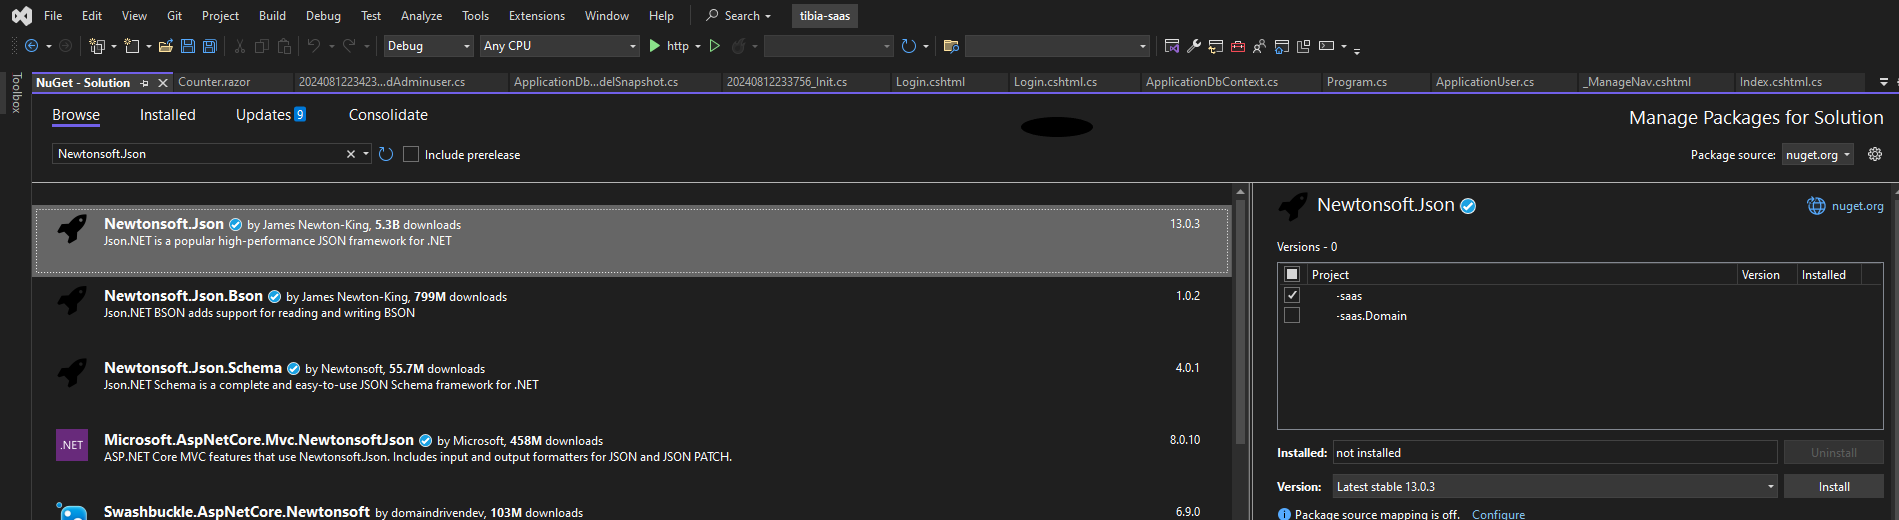 File Edit View Git Project Build Debug Test Analyze Tools Extensions Window Help Search tibia-saas
Debug Any CPU http
Toolbox
NuGet - Solution Counter.razor 2024081223423...dAdminuser.cs ApplicationDb...delSnapshot.cs 20240812233756_Init.cs Login.cshtml Login.cshtml.cs ApplicationDbContext.cs Program.cs ApplicationUser.cs _ManageNav.cshtml Index.cshtml.cs
Browse Installed Updates 9 Consolidate
Manage Packages for Solution
Newtonsoft.Json Include prerelease
Package source: nuget.org
Newtonsoft.Json by James Newton-King, 5.3B downloads 13.0.3
Json.NET is a popular high-performance JSON framework for .NET
Newtonsoft.Json.Bson by James Newton-King, 799M downloads 1.0.2
Json.NET BSON adds support for reading and writing BSON
Newtonsoft.Json.Schema by Newtonsoft, 55.7M downloads 4.0.1
Json.NET Schema is a complete and easy-to-use JSON Schema framework for .NET
.NET
Microsoft.AspNetCore.Mvc.NewtonsoftJson by Microsoft, 458M downloads 8.0.10
ASP.NET Core MVC features that use Newtonsoft.Json. Includes input and output formatters for JSON and JSON PATCH.
Swashbuckle.AspNetCore.Newtonsoft by domaindrivendev, 103M downloads 6.9.0
Newtonsoft.Json nuget.org
Versions - 0
Project Version Installed
-saas
-saas.Domain
Installed: not installed Uninstall
Version: Latest stable 13.0.3 Install
Package source mapping is off. Configure